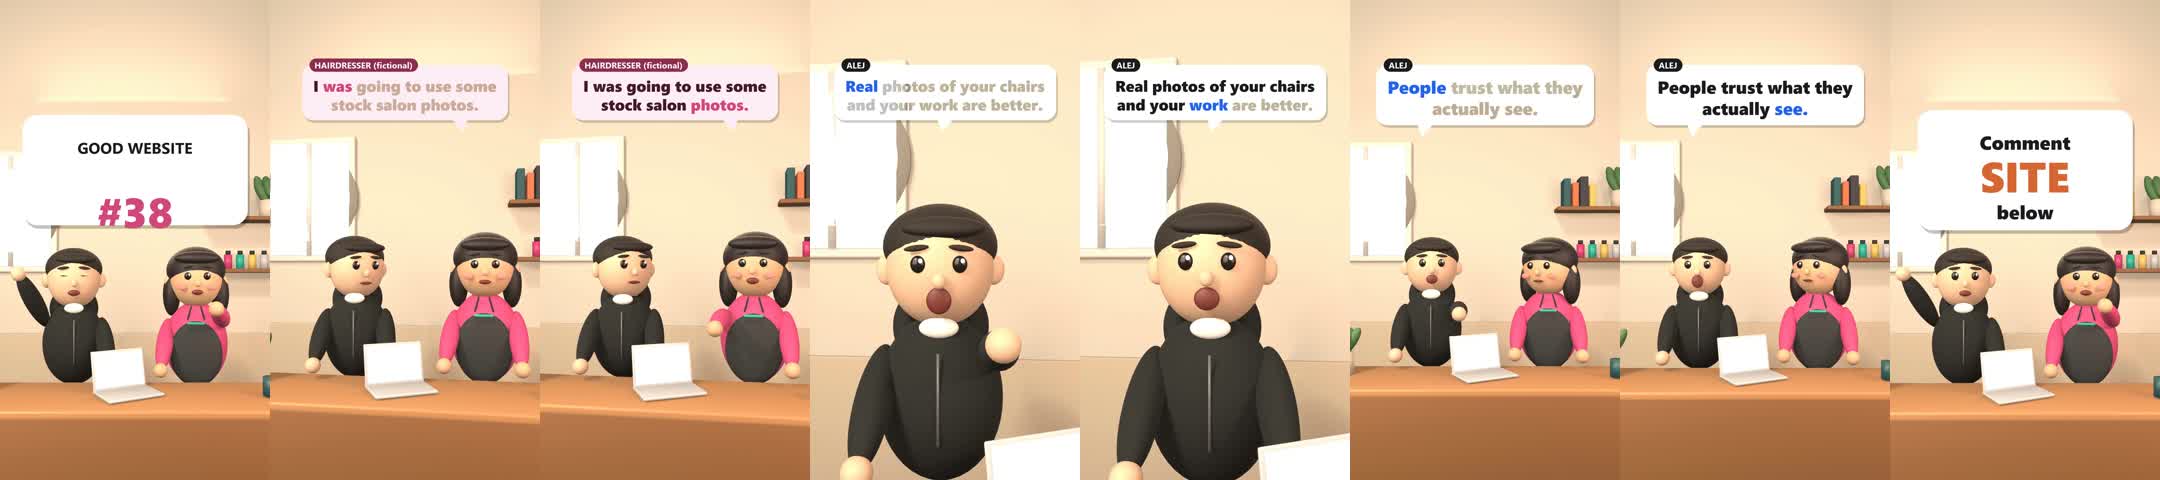 GOOD WEBSITE
#38
HAIRDRESSER (fictional)
I was going to use some
stock salon photos.
HAIRDRESSER (fictional)
I was going to use some
stock salon photos.
ALEJ
Real photos of your chairs
and your work are better.
ALEJ
Real photos of your chairs
and your work are better.
ALEJ
People trust what they
actually see.
ALEJ
People trust what they
actually see.
Comment
SITE
below